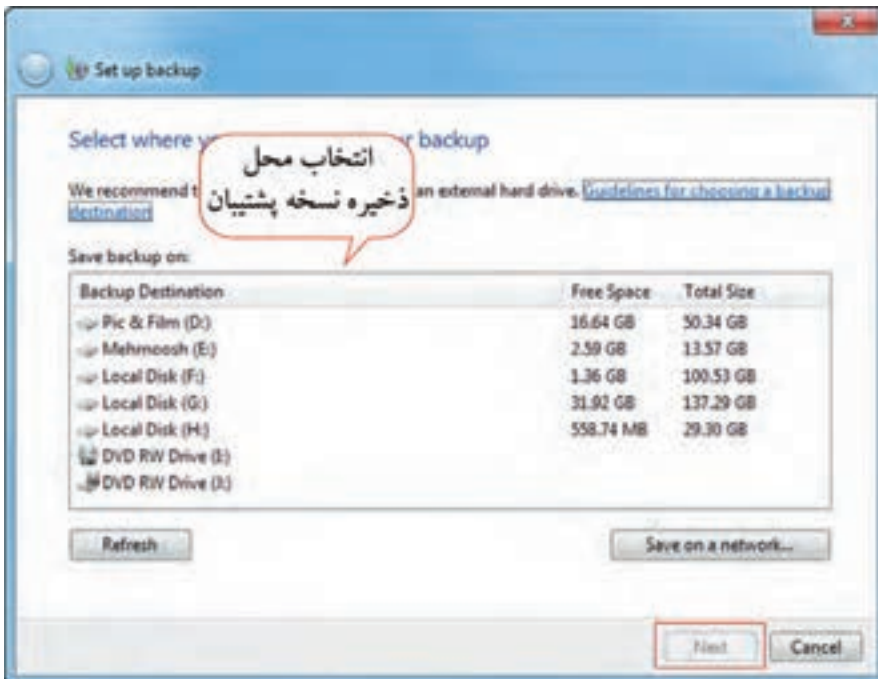 Set up backup
Select where y r backup
انتخاب محل
ذخیره نسخه پشتیبان
We recommend t an external hard drive. Guidelines for choosing a backup
destination
Save backup on:
Backup Destination Free Space Total Size
Pic & Film (D:) 16.64 GB 50.34 GB
Mehrnoosh (E:) 2.59 GB 13.57 GB
Local Disk (F:) 1.36 GB 100.53 GB
Local Disk (G:) 31.92 GB 137.29 GB
Local Disk (H:) 558.74 MB 29.30 GB
DVD RW Drive (I:)
DVD RW Drive (J:)
Refresh Save on a network...
Next Cancel